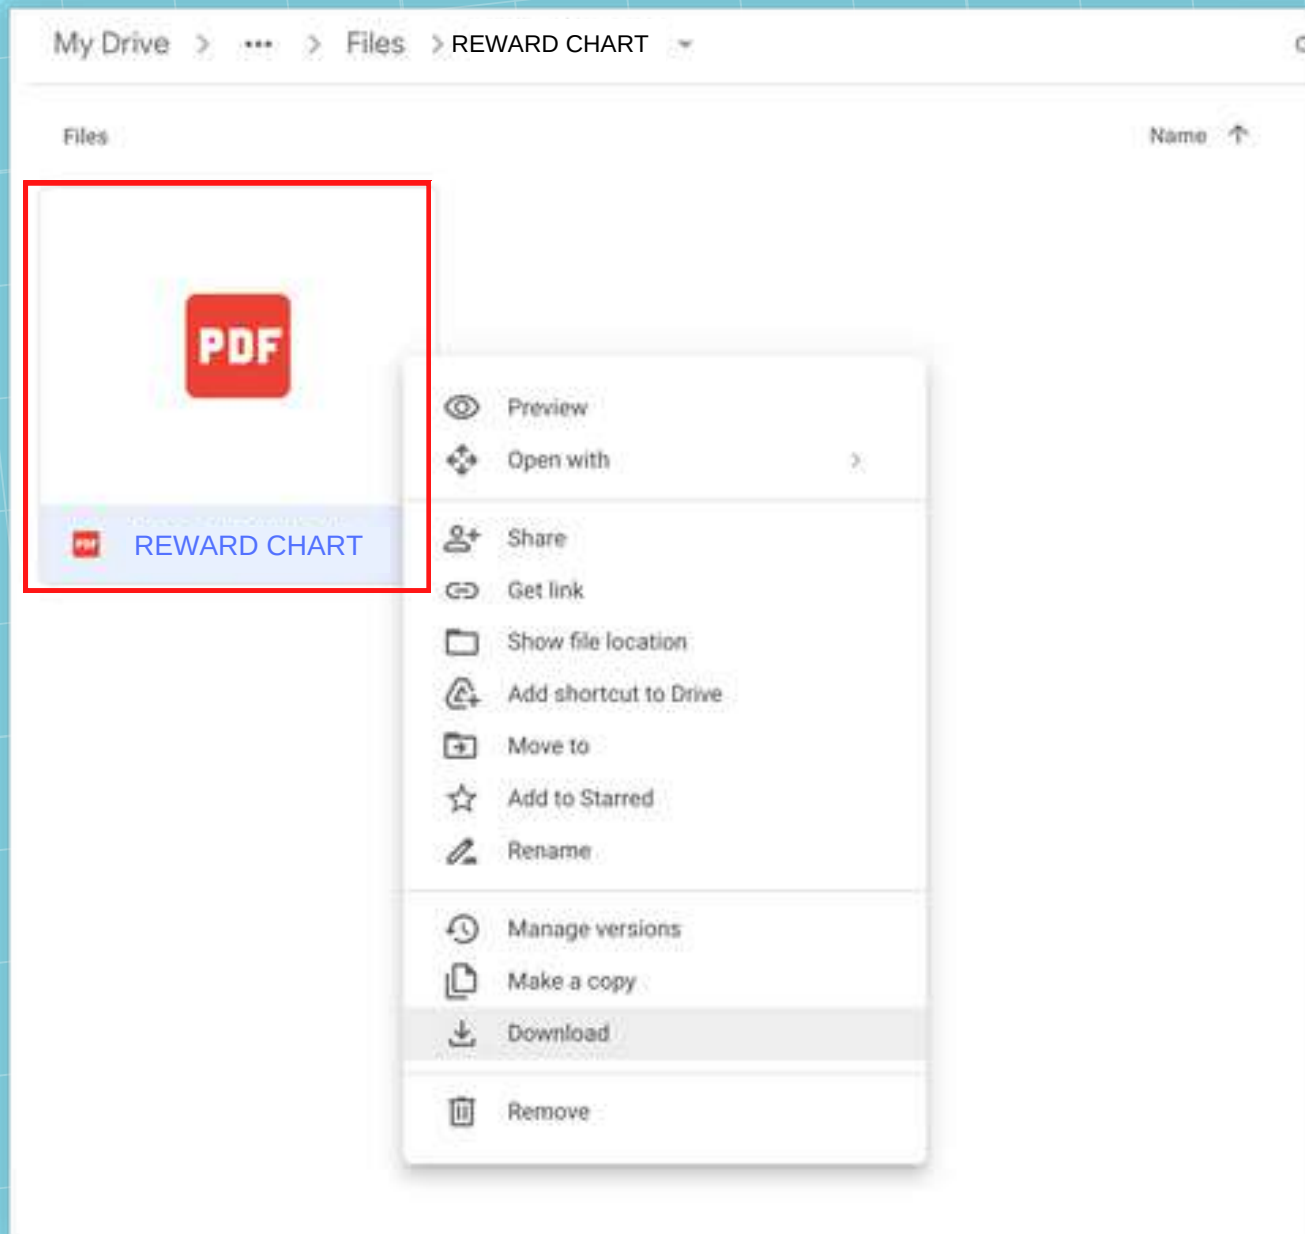 My Drive > ••• > Files > REWARD CHART
Files
Name ↑
PDF
PDF REWARD CHART
Preview
Open with
Share
Get link
Show file location
Add shortcut to Drive
Move to
Add to Starred
Rename
Manage versions
Make a copy
Download
Remove